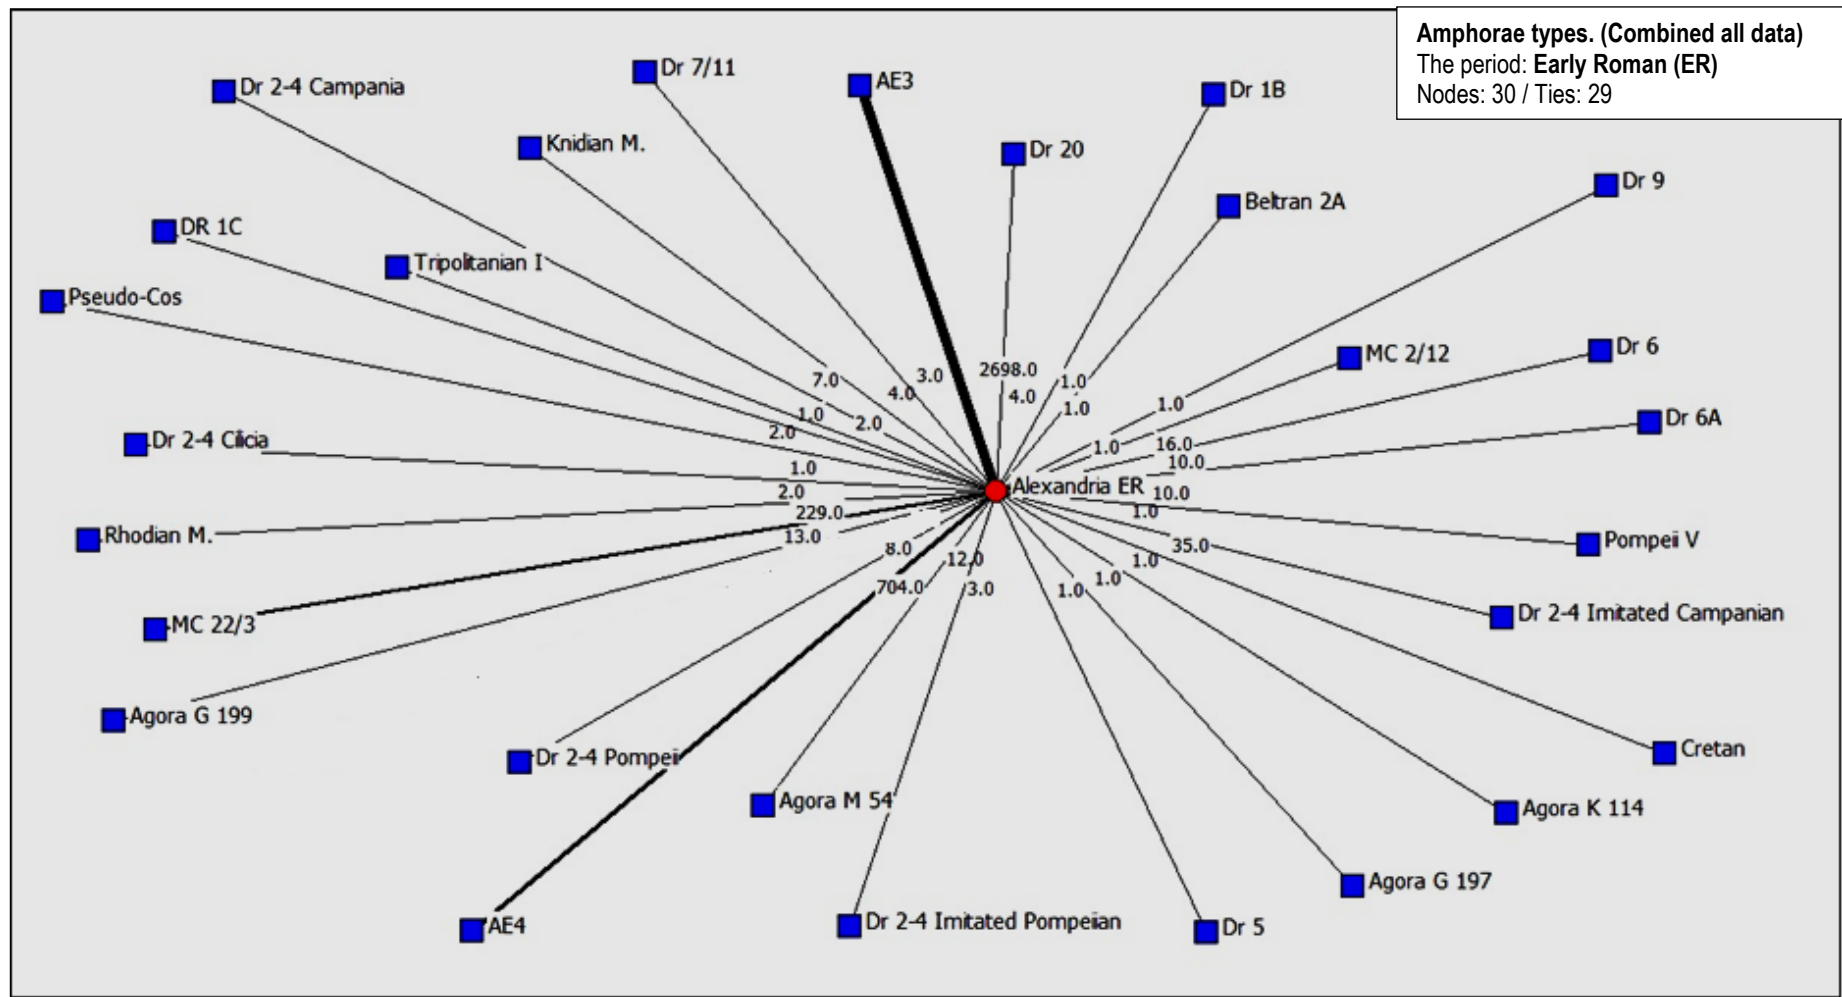 Amphorae types. (Combined all data)
The period: Early Roman (ER)
Nodes: 30 / Ties: 29
Dr 7/11
AE3
Dr 2-4 Campania
Dr 1B
Knidian M.
Dr 20
Dr 9
Beltran 2A
DR 1C
Tripolitanian I
Pseudo-Cos
Dr 6
MC 2/12
2698.0
3.0
7.0
1.0
4.0
4.0
1.0
1.0
1.0
2.0
Dr 6A
2.0
Dr 2-4 Cilicia
16.0
1.0
10.0
1.0
Alexandria ER
2.0
10.0
229.0
1.0
Rhodian M.
13.0
Pompeii V
35.0
8.0
12.0
1.0
1.0
704.0
3.0
1.0
Dr 2-4 Imitated Campanian
MC 22/3
Agora G 199
Cretan
Dr 2-4 Pompeii
Agora M 54
Agora K 114
Agora G 197
Dr 2-4 Imitated Pompeiian
AE4
Dr 5